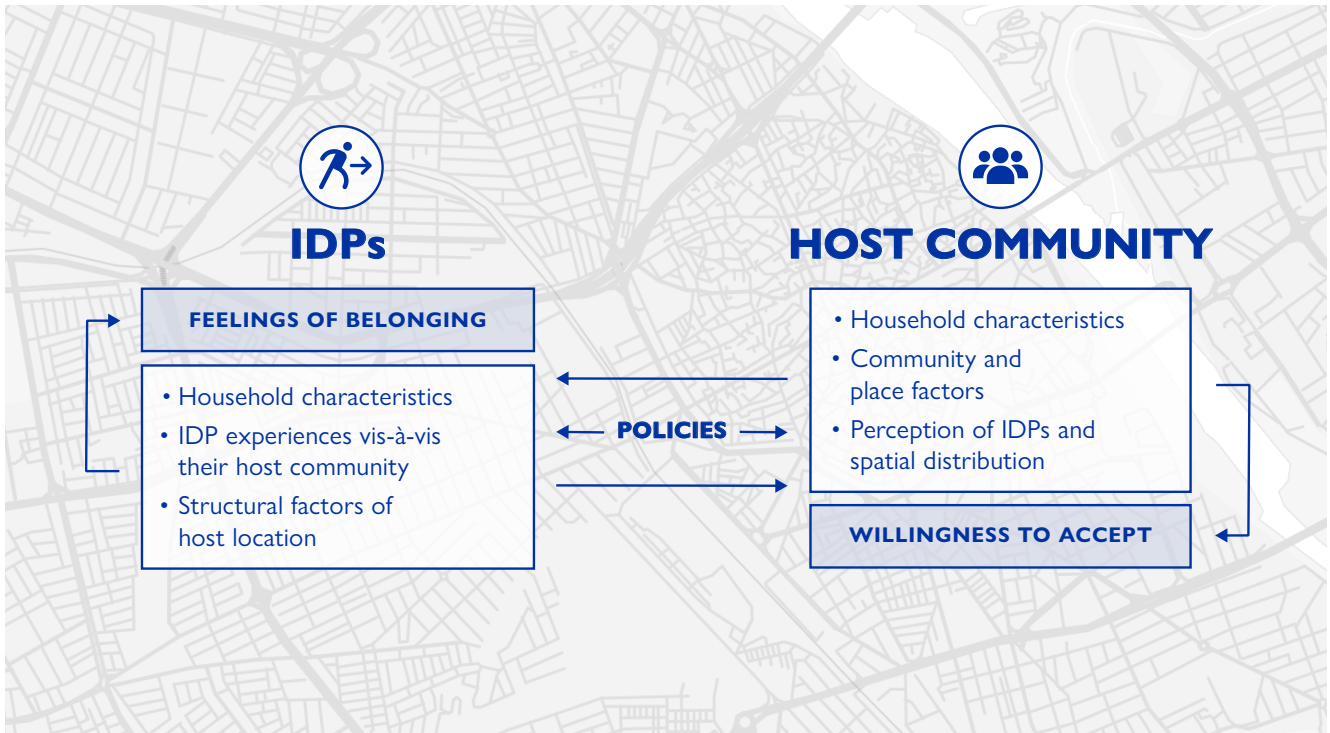 IDPs
FEELINGS OF BELONGING
• Household characteristics
• IDP experiences vis-à-vis
their host community
• Structural factors of
host location
POLICIES
HOST COMMUNITY
• Household characteristics
• Community and
place factors
• Perception of IDPs and
spatial distribution
WILLINGNESS TO ACCEPT